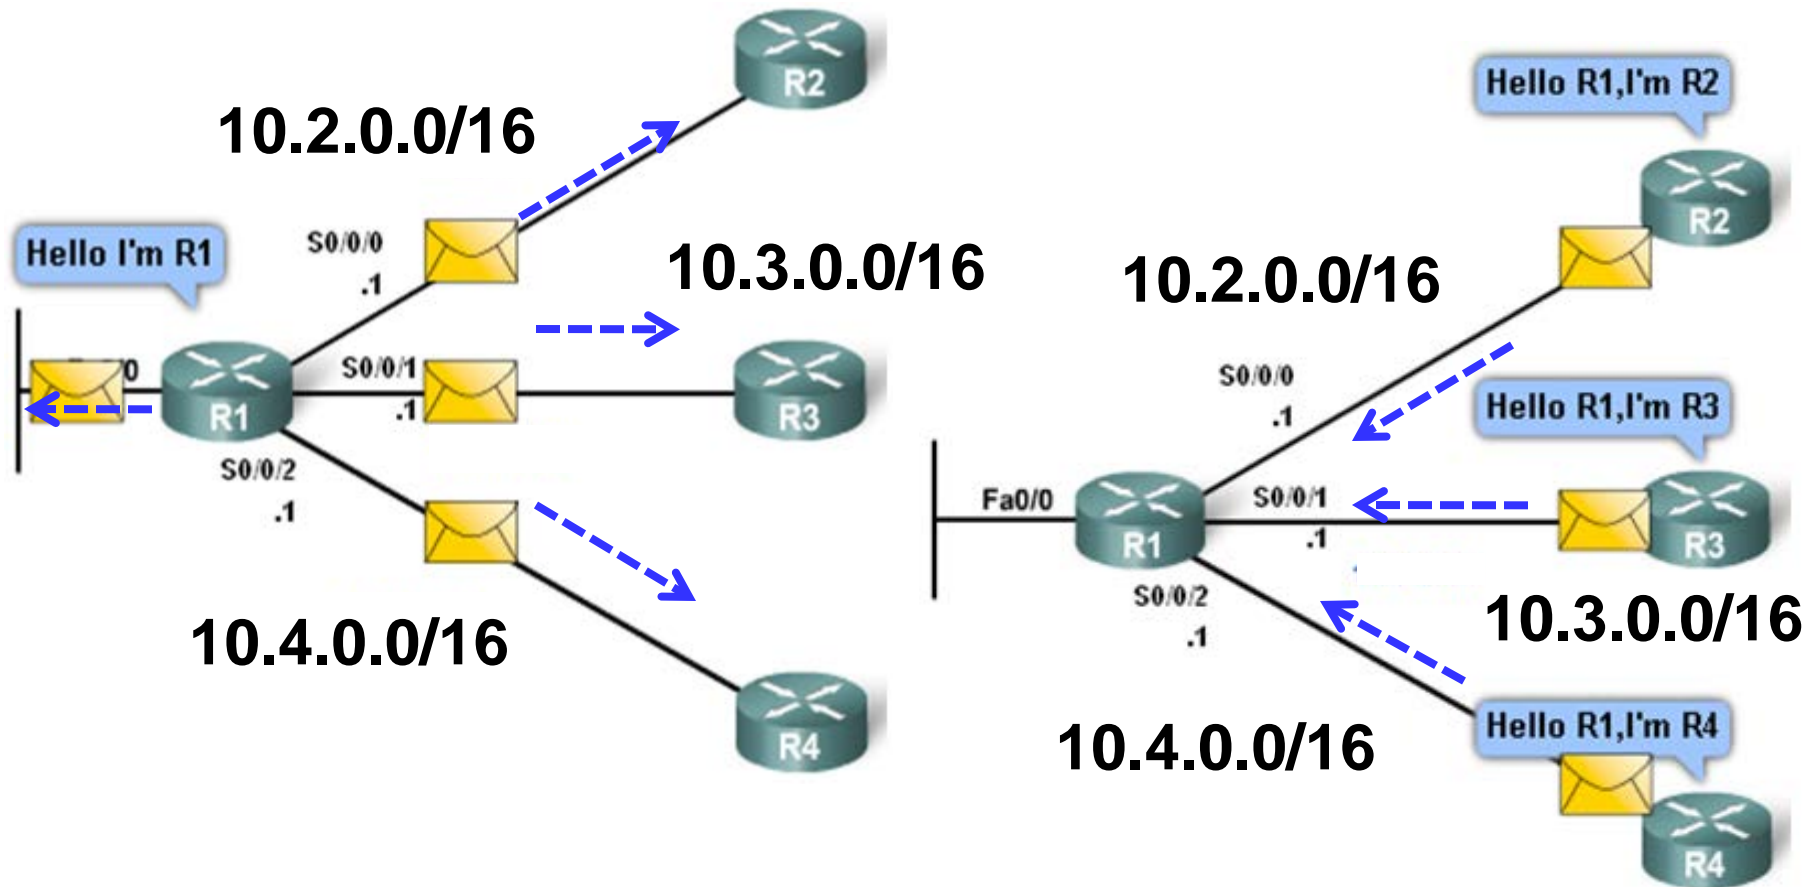 R2
10.2.0.0/16
Hello I'm R1
S0/0/0
.1
10.3.0.0/16
R1
S0/0/1
.1
R3
S0/0/2
.1
10.4.0.0/16
R4
Hello R1,I'm R2
R2
10.2.0.0/16
S0/0/0
.1
Hello R1,I'm R3
Fa0/0
R1
S0/0/1
.1
R3
S0/0/2
.1
10.3.0.0/16
10.4.0.0/16
Hello R1,I'm R4
R4